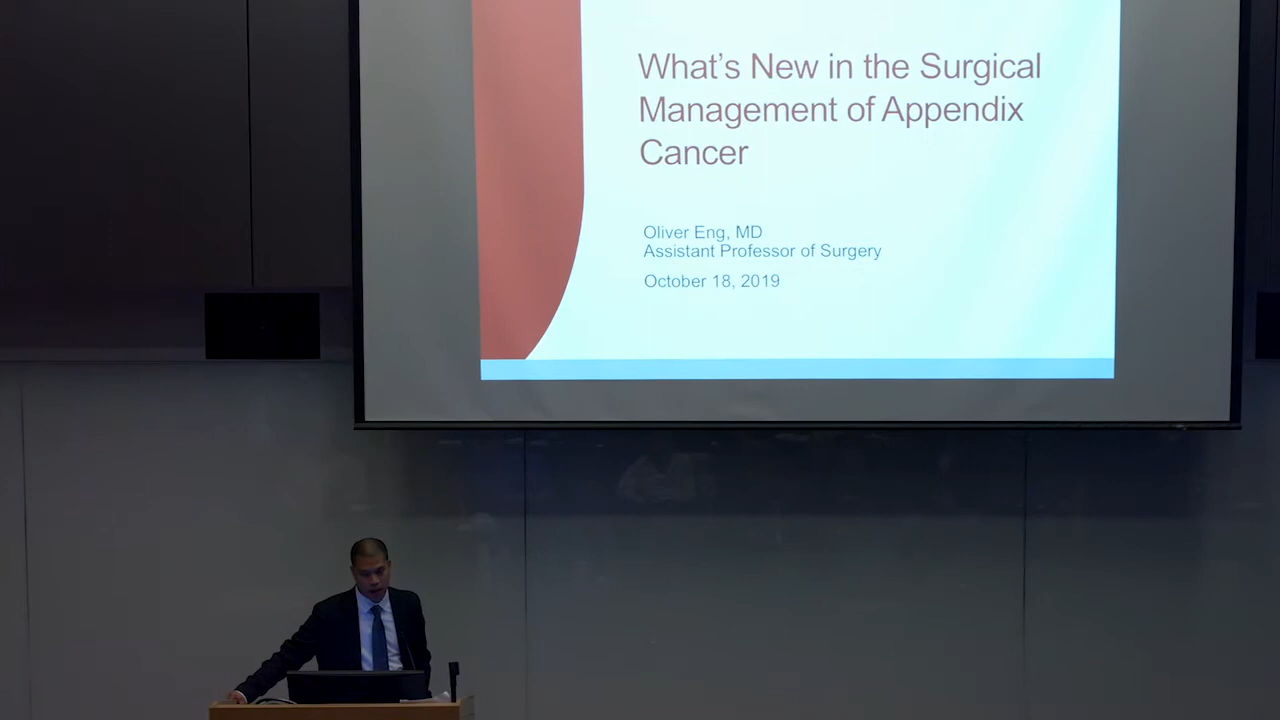 What's New in the Surgical
Management of Appendix
Cancer
Oliver Eng, MD
Assistant Professor of Surgery
October 18, 2019